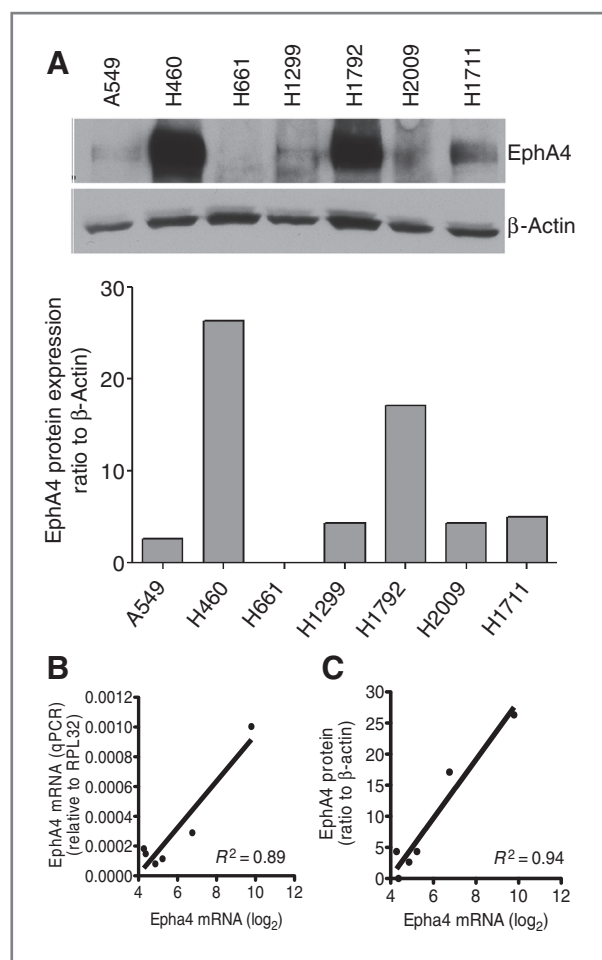 A
A549
H460
H661
H1299
H1792
H2009
H1711
EphA4
β-Actin
EphA4 protein expression
ratio to β-Actin)
30
20
10
0
A549
H460
H661
H1299
H1792
H2009
H1711
B
EphA4 mRNA (qPCR)
(relative to RPL32)
0.0012
0.0010
0.0008
0.0006
0.0004
0.0002
0.0000
4 6 8 10 12
R² = 0.89
Epha4 mRNA (log₂)
C
EphA4 protein
(ratio to β-actin)
30
25
20
15
10
5
0
4 6 8 10 12
R² = 0.94
Epha4 mRNA (log₂)